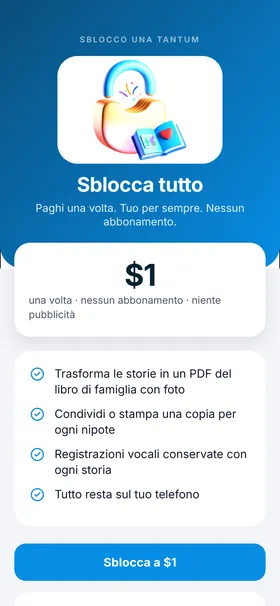 SBLOCCO UNA TANTUM
Sblocca tutto
Paghi una volta. Tuo per sempre. Nessun
abbonamento.
$1
una volta · nessun abbonamento · niente
pubblicità
Trasforma le storie in un PDF del
libro di famiglia con foto
Condividi o stampa una copia per
ogni nipote
Registrazioni vocali conservate con
ogni storia
Tutto resta sul tuo telefono
Sblocca a $1